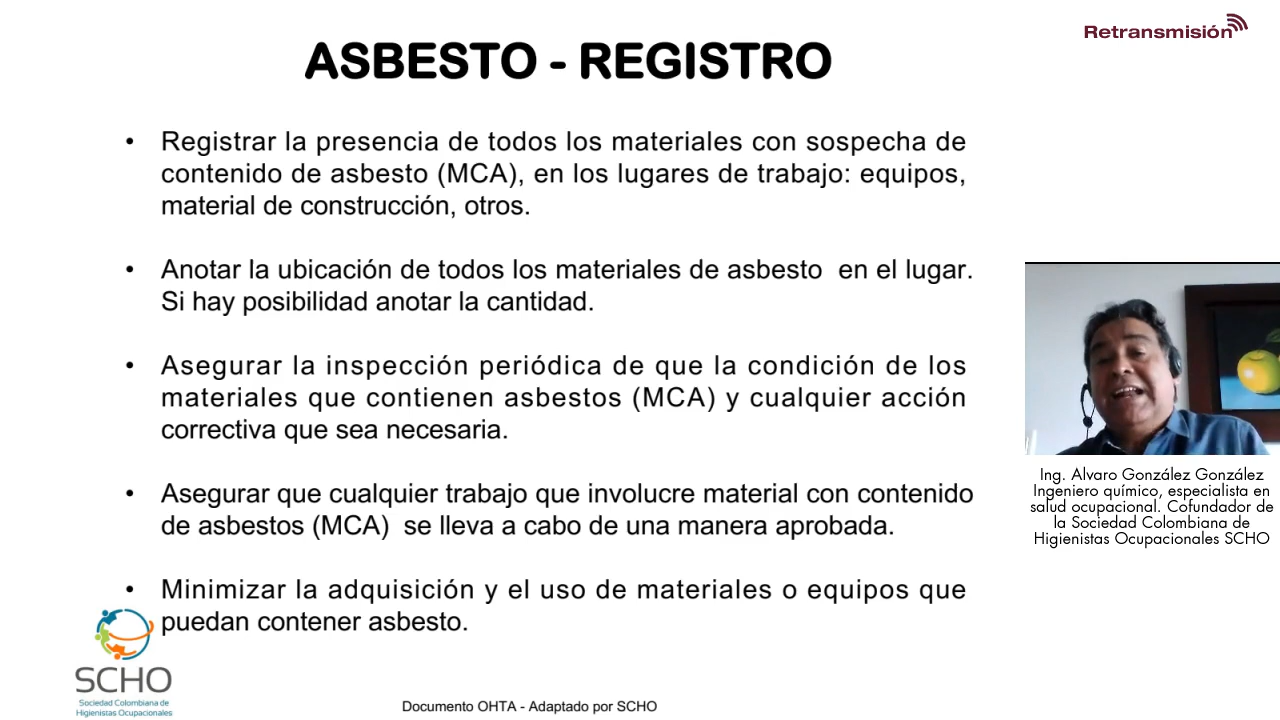 Retransmisión
ASBESTO - REGISTRO
• Registrar la presencia de todos los materiales con sospecha de
contenido de asbesto (MCA), en los lugares de trabajo: equipos,
material de construcción, otros.
• Anotar la ubicación de todos los materiales de asbesto en el lugar.
Si hay posibilidad anotar la cantidad.
• Asegurar la inspección periódica de que la condición de los
materiales que contienen asbestos (MCA) y cualquier acción
correctiva que sea necesaria.
• Asegurar que cualquier trabajo que involucre material con contenido
de asbestos (MCA) se lleva a cabo de una manera aprobada.
• Minimizar la adquisición y el uso de materiales o equipos que
puedan contener asbesto.
Ing. Alvaro González González
Ingeniero químico, especialista en
salud ocupacional. Cofundador de
la Sociedad Colombiana de
Higienistas Ocupacionales SCHO
SCHO
Sociedad Colombiana de
Higienistas Ocupacionales
Documento OHTA - Adaptado por SCHO